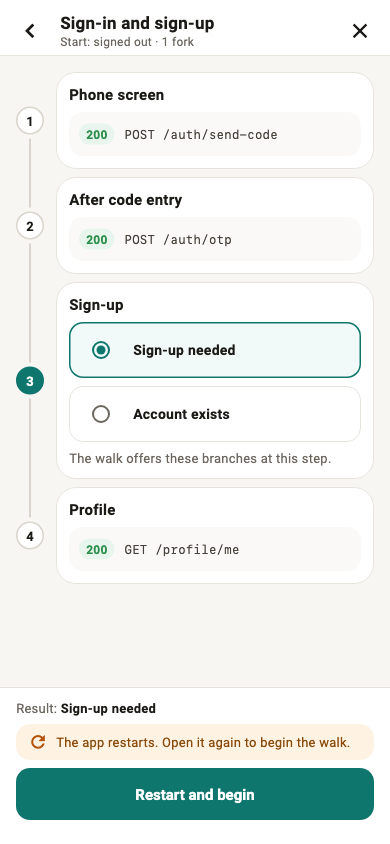 Sign-in and sign-up
Start: signed out · 1 fork
Phone screen
1
200 POST /auth/send-code
After code entry
2
200 POST /auth/otp
Sign-up
Sign-up needed
3
Account exists
The walk offers these branches at this step.
Profile
4
200 GET /profile/me
Result: Sign-up needed
The app restarts. Open it again to begin the walk.
Restart and begin